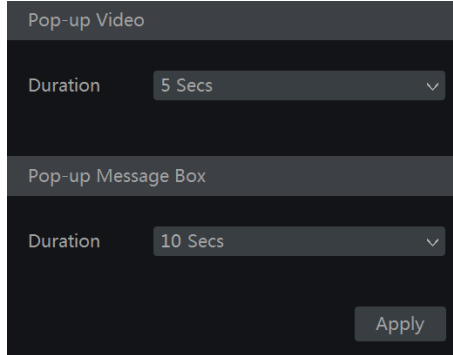 Pop-up Video
Duration 5 Secs
Pop-up Message Box
Duration 10 Secs
Apply